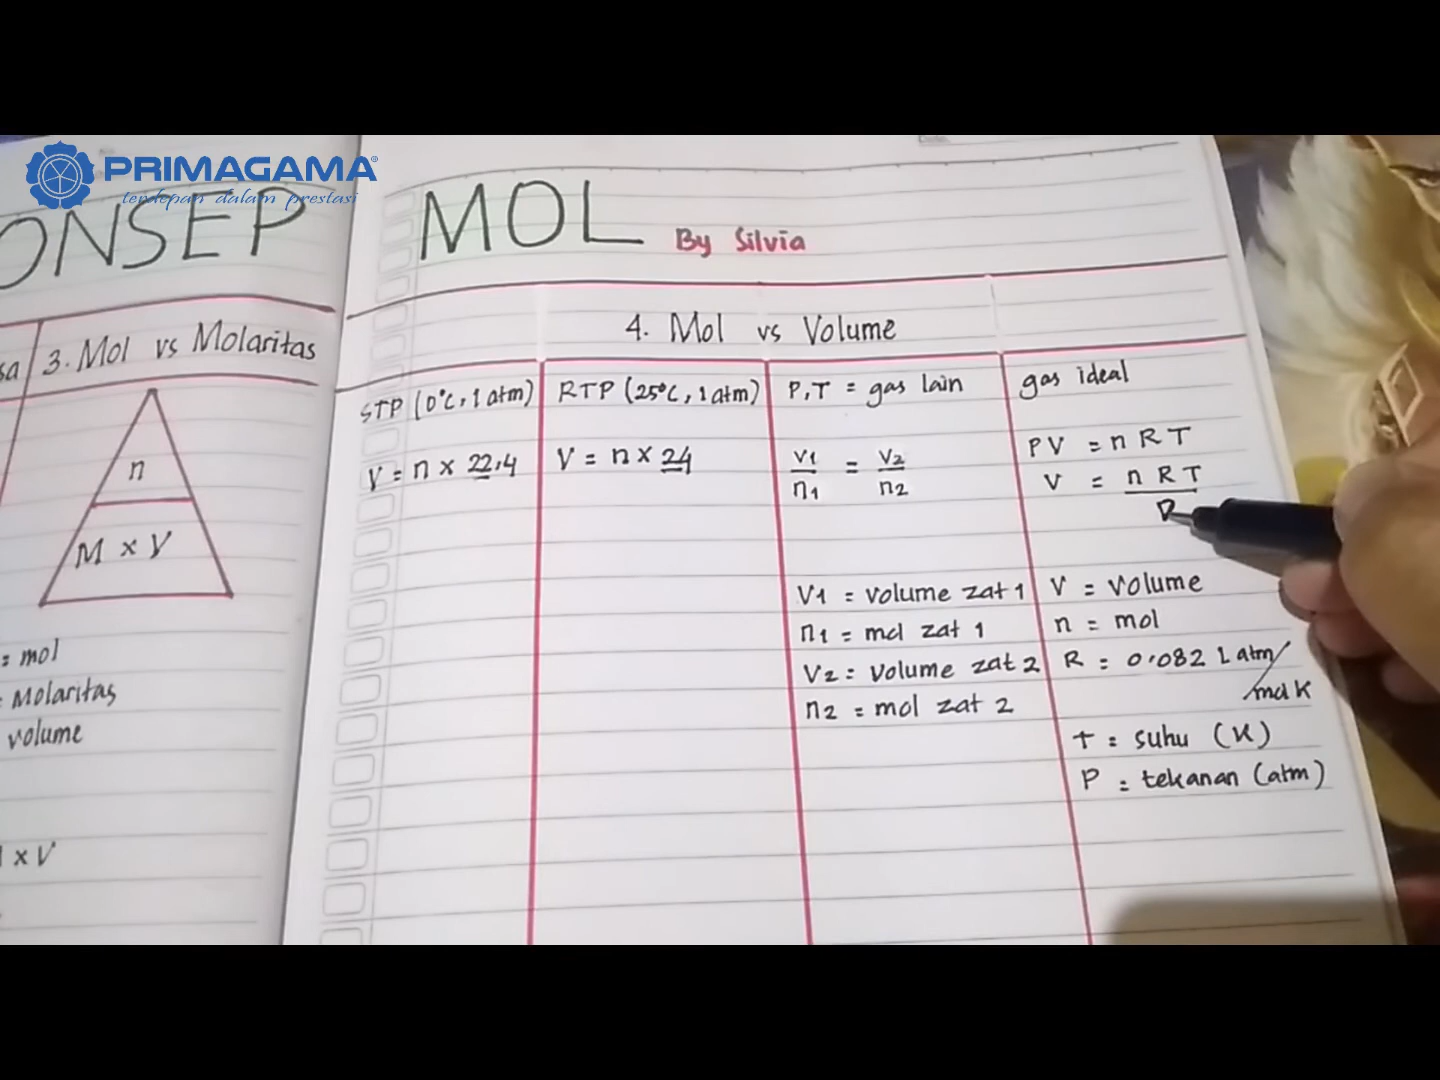 PRIMAGAMA®
terdepan dalam prestasi
ONSEP MOL By Silvia
sa
3. Mol vs Molaritas
n
M × V
= mol
= Molaritas
volume
× V
4. Mol vs Volume
STP (0°C, 1 atm)
V = n × 22.4
RTP (25°C, 1 atm)
V = n × 24
P, T = gas lain
V1/n1 = V2/n2
V1 = volume zat 1
n1 = mol zat 1
V2 = volume zat 2
n2 = mol zat 2
gas ideal
PV = n R T
V = n R T
P
V = volume
n = mol
R = 0.082 L atm/
mol K
T = suhu (K)
P = tekanan (atm)